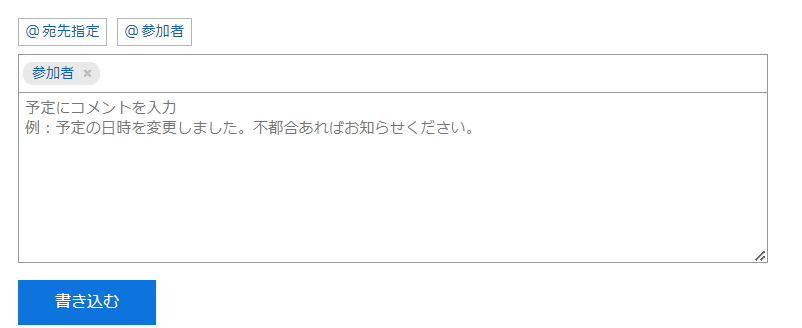 @宛先指定 @参加者
参加者 ×
予定にコメントを入力
例：予定の日時を変更しました。不都合あればお知らせください。
書き込む